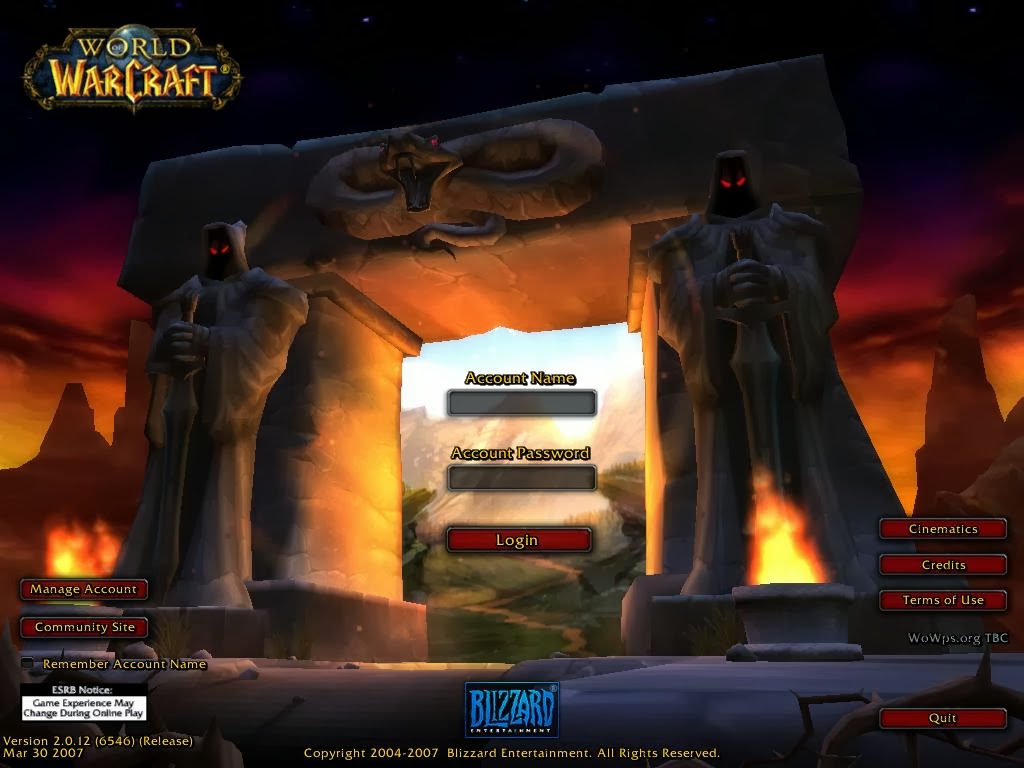 WORLD
OF
WARCRAFT®
Account Name
Account Password
Login
Cinematics
Credits
Terms of Use
WoWps.org TBC
Manage Account
Community Site
Remember Account Name
ESRB Notice:
Game Experience May
Change During Online Play
BLIZZARD®
ENTERTAINMENT
Quit
Version 2.0.12 (6546) (Release)
Mar 30 2007
Copyright 2004-2007 Blizzard Entertainment. All Rights Reserved.